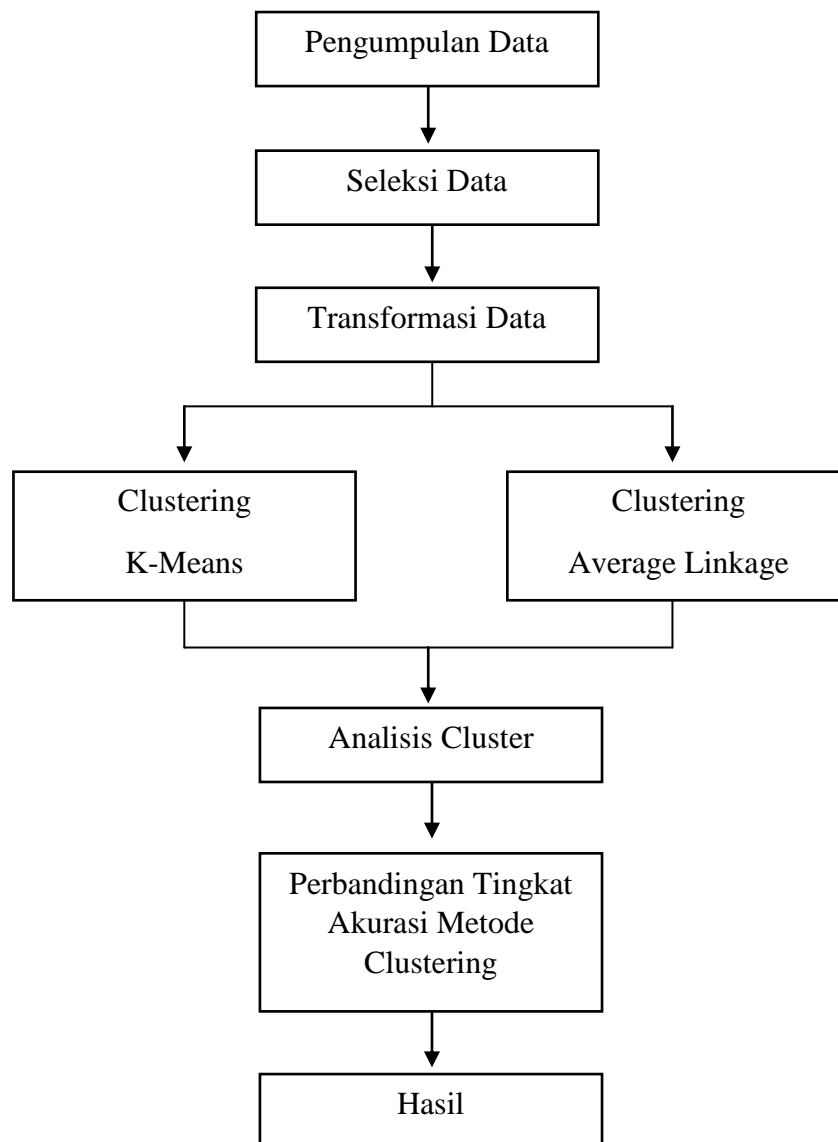 Pengumpulan Data
Seleksi Data
Transformasi Data
Clustering
K-Means
Clustering
Average Linkage
Analisis Cluster
Perbandingan Tingkat
Akurasi Metode
Clustering
Hasil